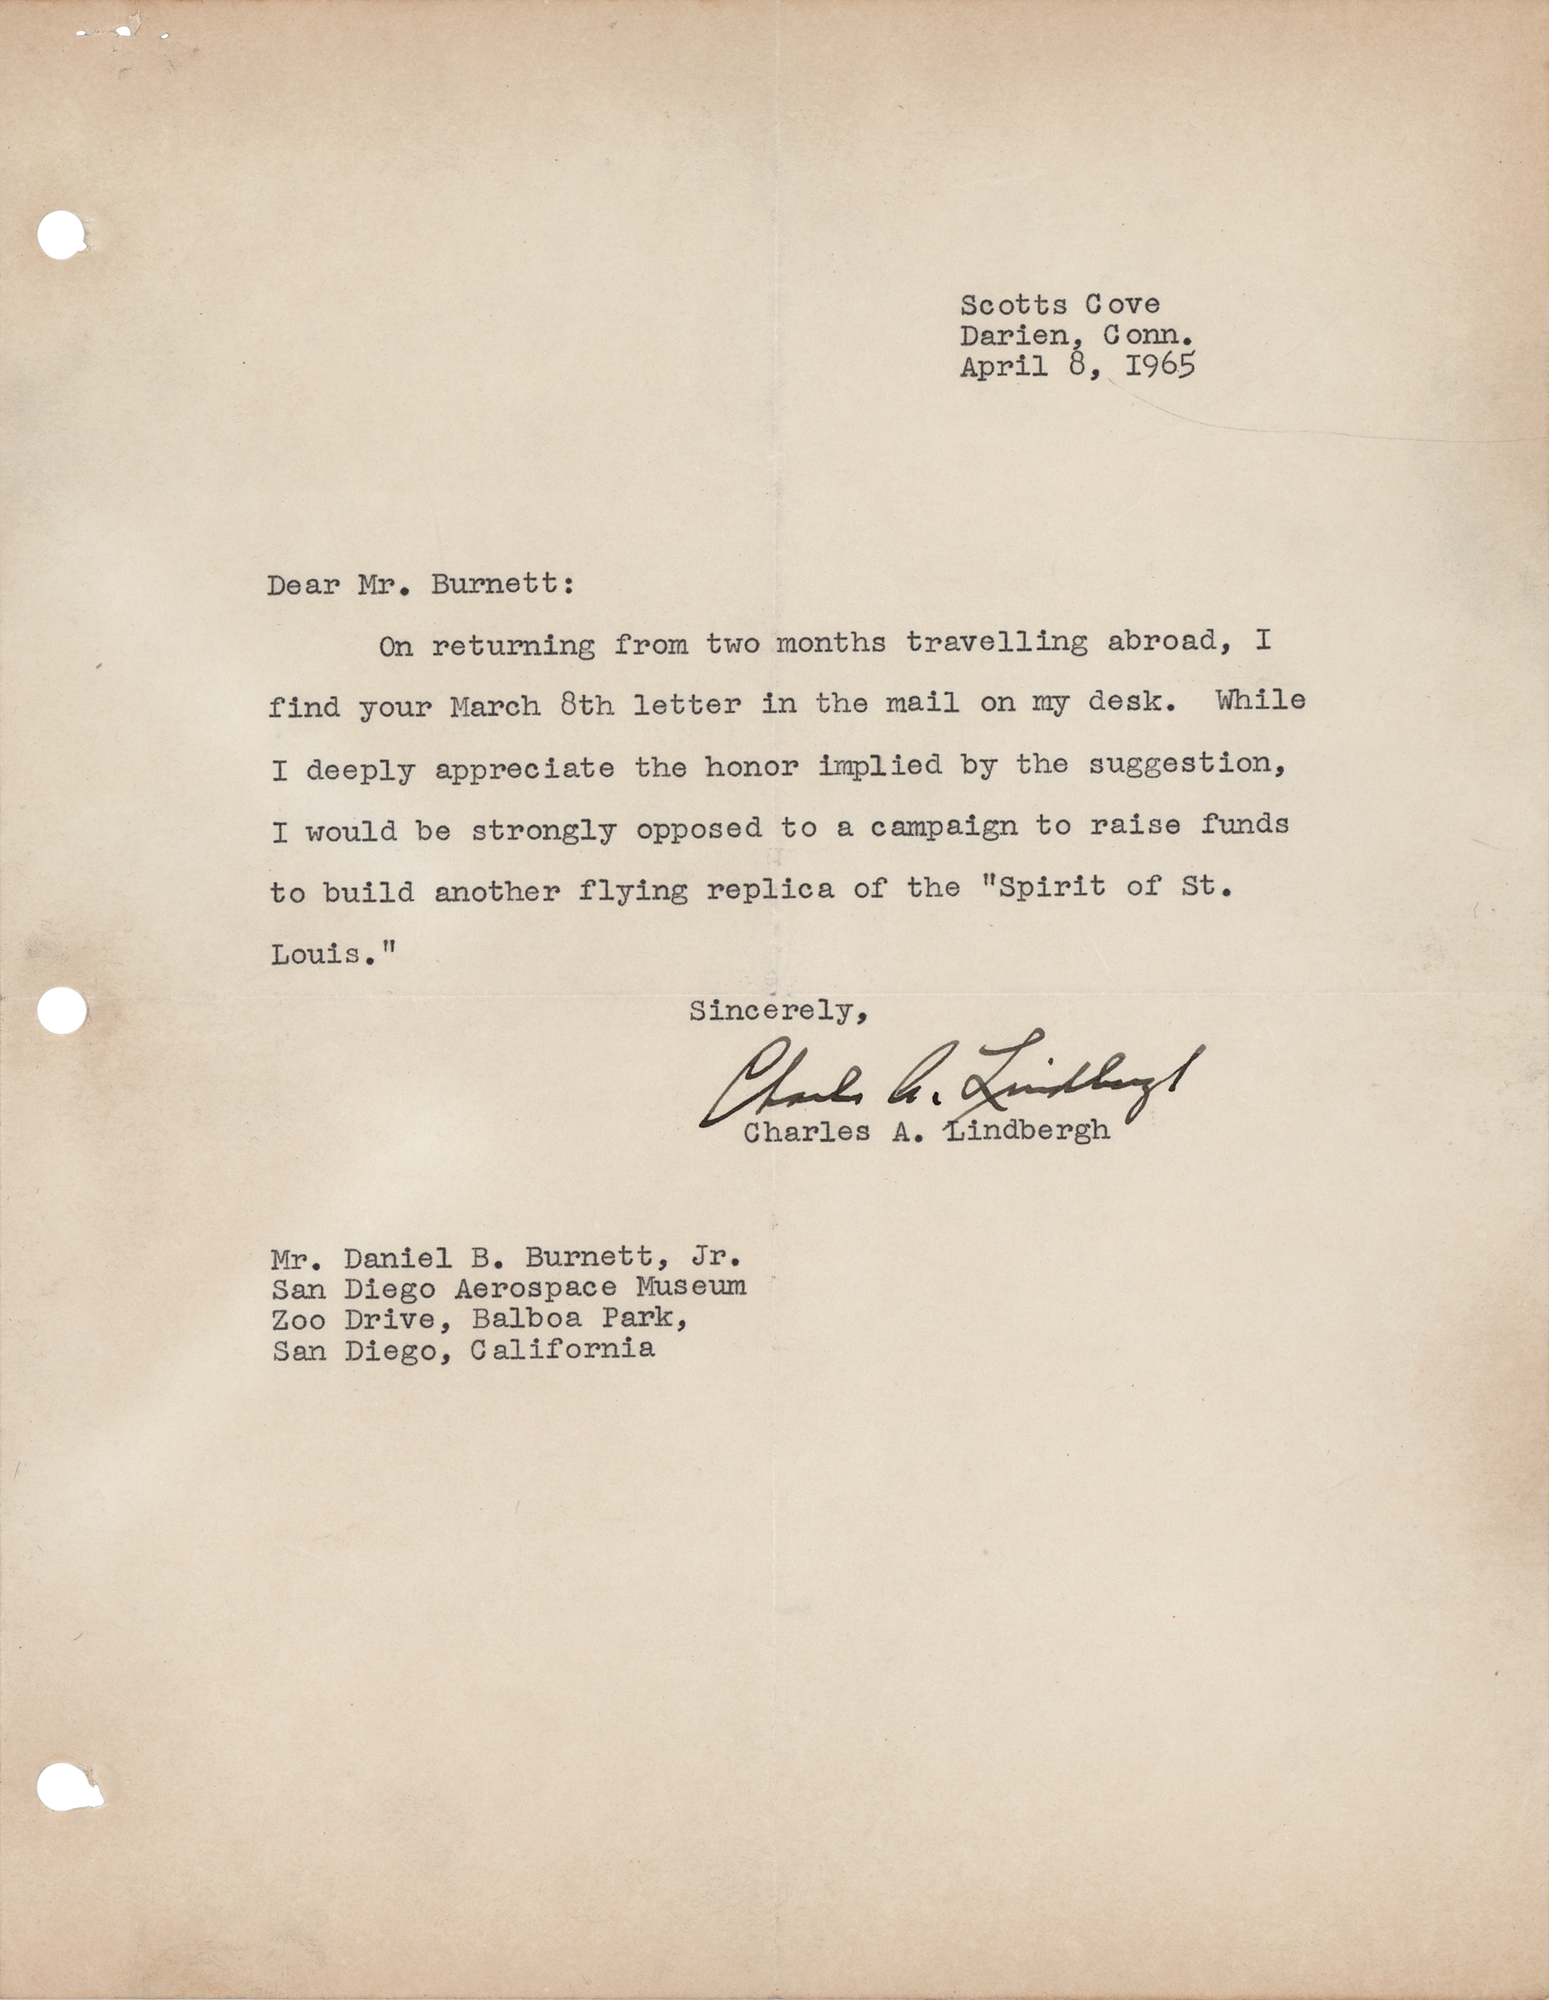 Scotts Cove
Darien, Conn.
April 8, 1965
Dear Mr. Burnett:
On returning from two months travelling abroad, I
find your March 8th letter in the mail on my desk. While
I deeply appreciate the honor implied by the suggestion,
I would be strongly opposed to a campaign to raise funds
to build another flying replica of the "Spirit of St.
Louis."
Sincerely,
Charles A. Lindbergh
Charles A. Lindbergh
Mr. Daniel B. Burnett, Jr.
San Diego Aerospace Museum
Zoo Drive, Balboa Park,
San Diego, California